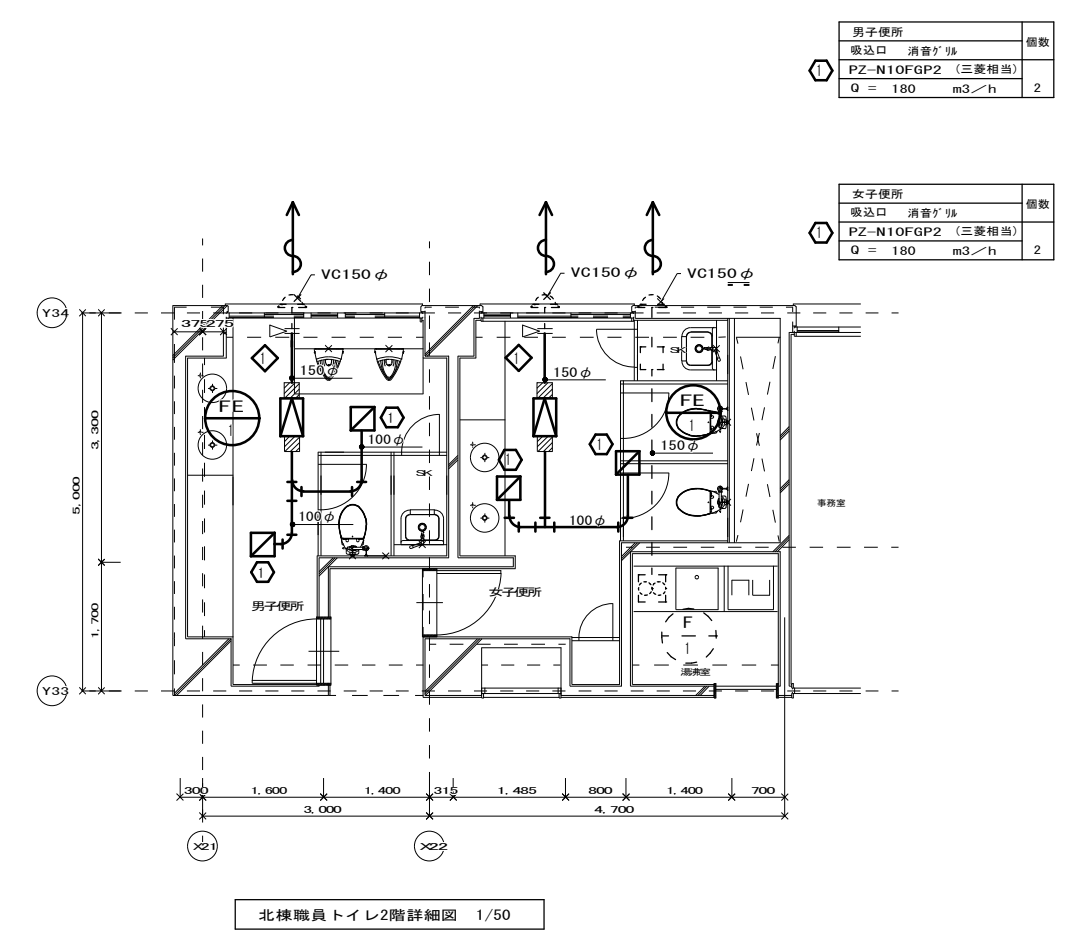 男子便所
個数
吸込口 消音グリル
1
PZ-N10FGP2 (三菱相当)
Q = 180 m3/h
2
女子便所
個数
吸込口 消音グリル
1
PZ-N10FGP2 (三菱相当)
Q = 180 m3/h
2
VC150φ
VC150φ
VC150φ
Y34
375
275
1
150φ
1
150φ
SK
FE
1
1
100φ
FE
1
150φ
3,300
5,000
1
1
SK
100φ
100φ
事務室
1
男子便所
女子便所
1,700
F
1
湯沸室
Y33
300
1,600
1,400
315
1,485
800
1,400
700
3,000
4,700
X21
X22
北棟職員トイレ2階詳細図 1/50